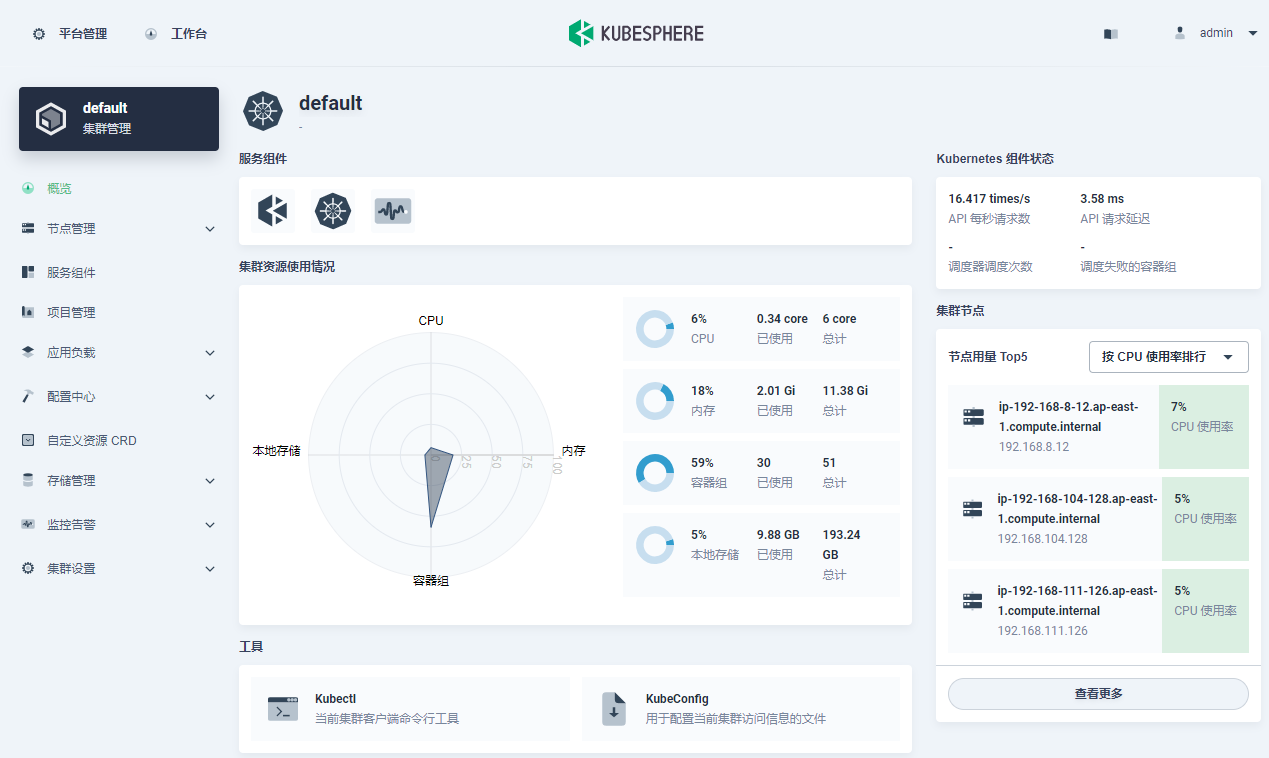 平台管理
工作台
KUBESPHERE
admin
default
集群管理
概览
节点管理
服务组件
项目管理
应用负载
配置中心
自定义资源 CRD
存储管理
监控告警
集群设置
default
-
服务组件
集群资源使用情况
CPU
本地存储
内存
容器组
0
25
50
75
100
6%
CPU
0.34 core
已使用
6 core
总计
18%
内存
2.01 Gi
已使用
11.38 Gi
总计
59%
容器组
30
已使用
51
总计
5%
本地存储
9.88 GB
已使用
193.24
GB
总计
工具
Kubectl
当前集群客户端命令行工具
KubeConfig
用于配置当前集群访问信息的文件
Kubernetes 组件状态
16.417 times/s
API 每秒请求数
3.58 ms
API 请求延迟
-
调度器调度次数
-
调度失败的容器组
集群节点
节点用量 Top5
按 CPU 使用率排行
ip-192-168-8-12.ap-east-
1.compute.internal
192.168.8.12
7%
CPU 使用率
ip-192-168-104-128.ap-east-
1.compute.internal
192.168.104.128
5%
CPU 使用率
ip-192-168-111-126.ap-east-
1.compute.internal
192.168.111.126
5%
CPU 使用率
查看更多